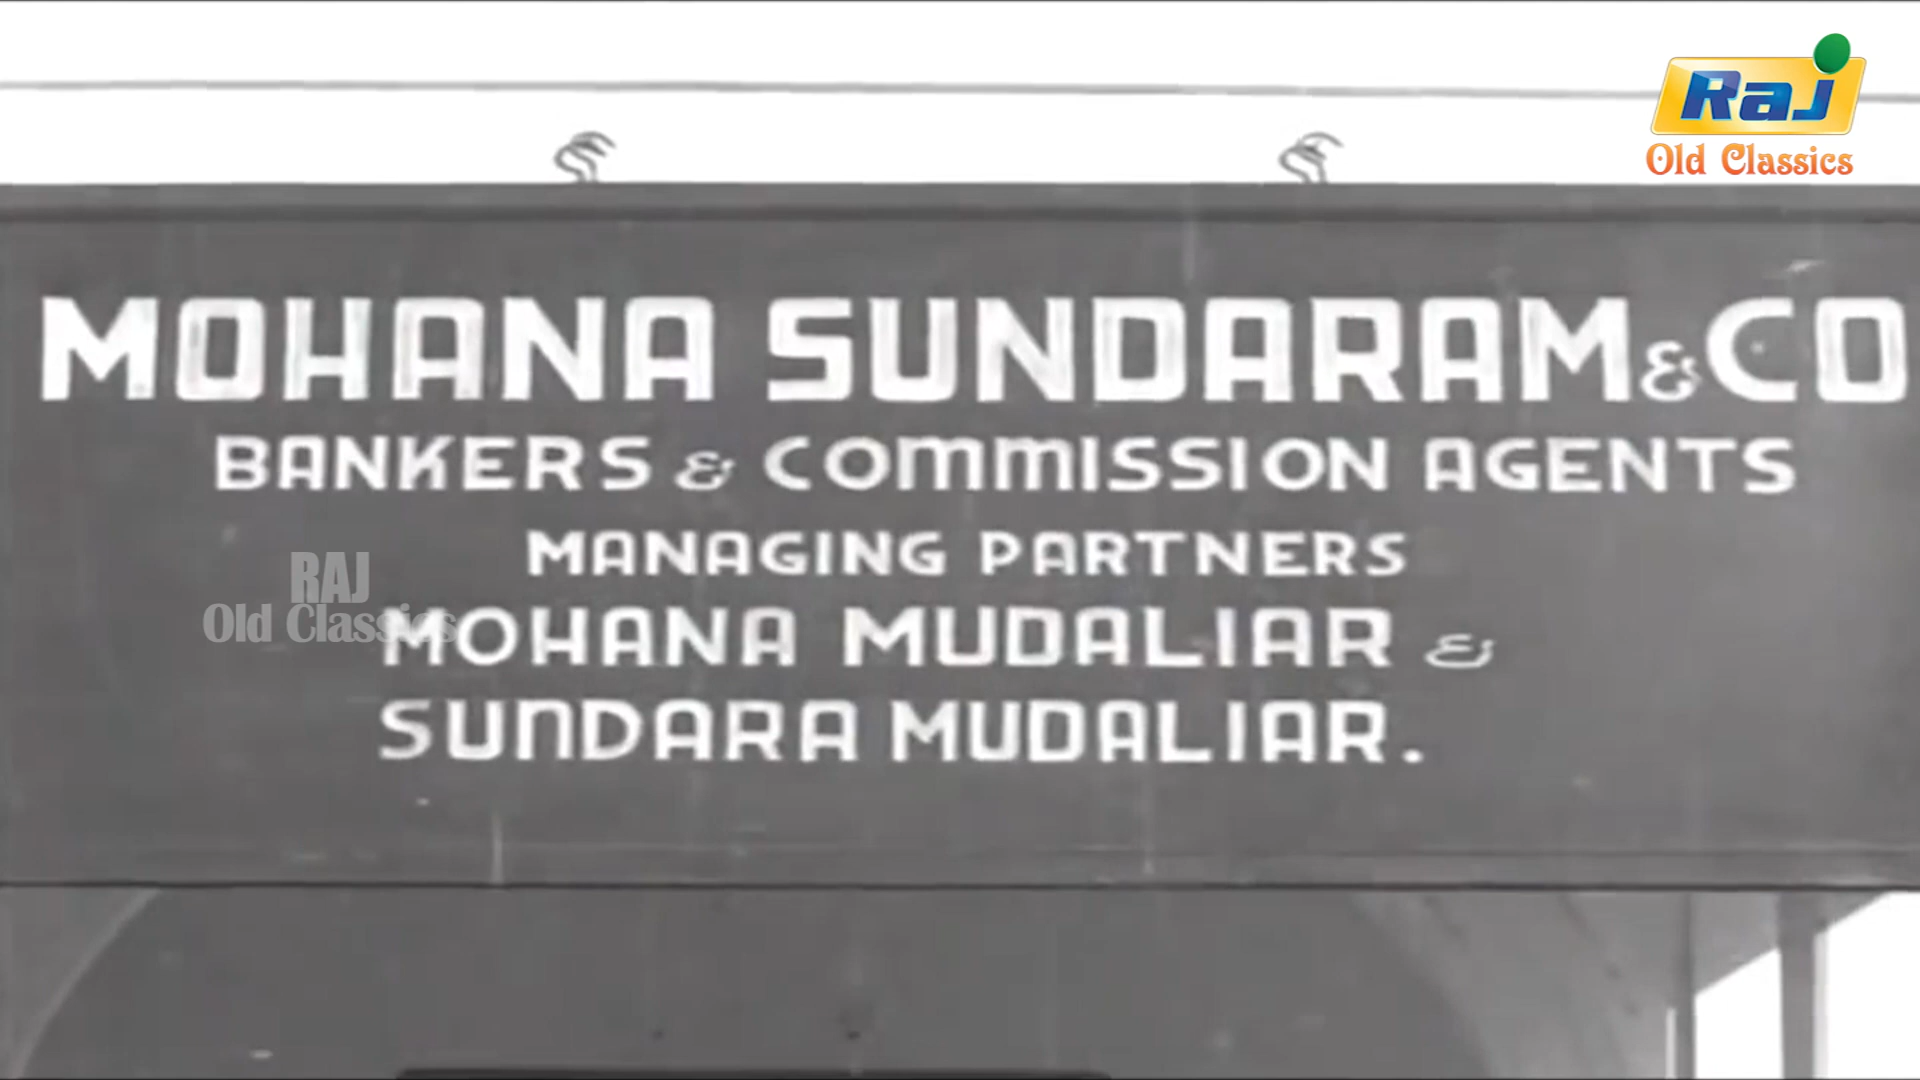 Raj
Old Classics
MOHANA SUNDARAM & CO
BANKERS & COMMISSION AGENTS
MANAGING PARTNERS
RAJ
Old Classics
MOHANA MUDALIAR &
SUNDARA MUDALIAR.